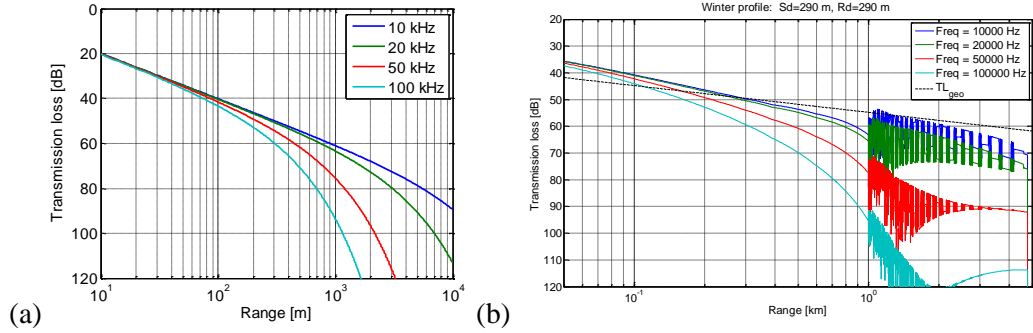 20
40
60
80
100
120
Transmission loss [dB]
10^1
10^2
10^3
10^4
Range [m]
10 kHz
20 kHz
50 kHz
100 kHz
(a)
Winter profile: Sd=290 m, Rd=290 m
20
30
40
50
60
70
80
90
100
110
120
Transmission loss [dB]
10^-1
10^0
Range [km]
Freq = 10000 Hz
Freq = 20000 Hz
Freq = 50000 Hz
Freq = 100000 Hz
TL_geo
(b)